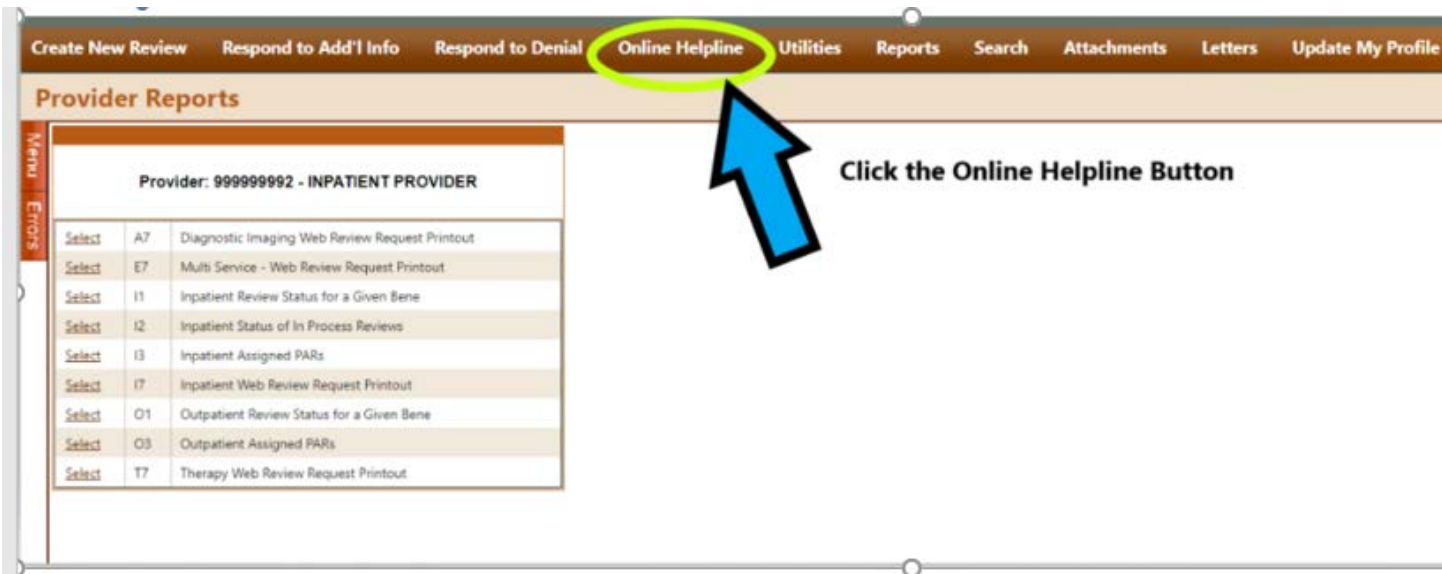 Create New Review Respond to Add'l Info Respond to Denial Online Helpline Utilities Reports Search Attachments Letters Update My Profile
Provider Reports
Menu
Errors
Provider: 999999992 - INPATIENT PROVIDER
Click the Online Helpline Button
Select A7 Diagnostic Imaging Web Review Request Printout
Select E7 Multi Service - Web Review Request Printout
Select I1 Inpatient Review Status for a Given Bene
Select I2 Inpatient Status of In Process Reviews
Select I3 Inpatient Assigned PARs
Select I7 Inpatient Web Review Request Printout
Select O1 Outpatient Review Status for a Given Bene
Select O3 Outpatient Assigned PARs
Select T7 Therapy Web Review Request Printout